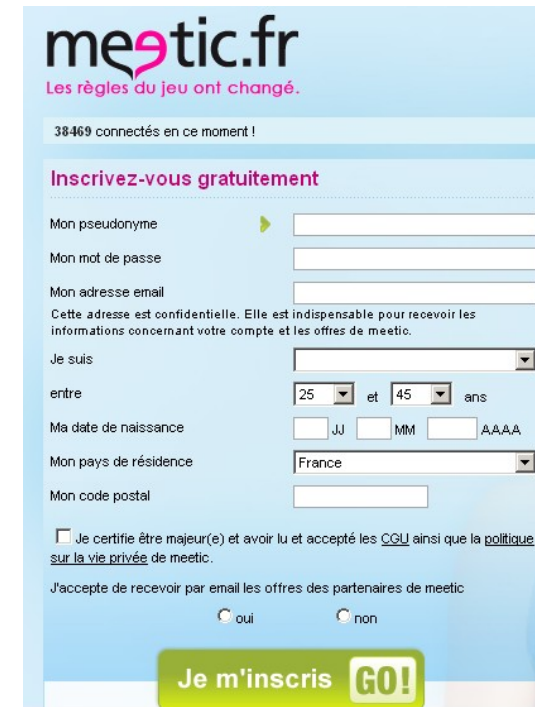 meetic.fr
Les règles du jeu ont changé.
38469 connectés en ce moment !
Inscrivez-vous gratuitement
Mon pseudonyme
Mon mot de passe
Mon adresse email
Cette adresse est confidentielle. Elle est indispensable pour recevoir les
informations concernant votre compte et les offres de meetic.
Je suis
entre 25 et 45 ans
Ma date de naissance JJ MM AAAA
Mon pays de résidence France
Mon code postal
Je certifie être majeur(e) et avoir lu et accepté les CGU ainsi que la politique
sur la vie privée de meetic.
J'accepte de recevoir par email les offres des partenaires de meetic
oui non
Je m'inscris GO!